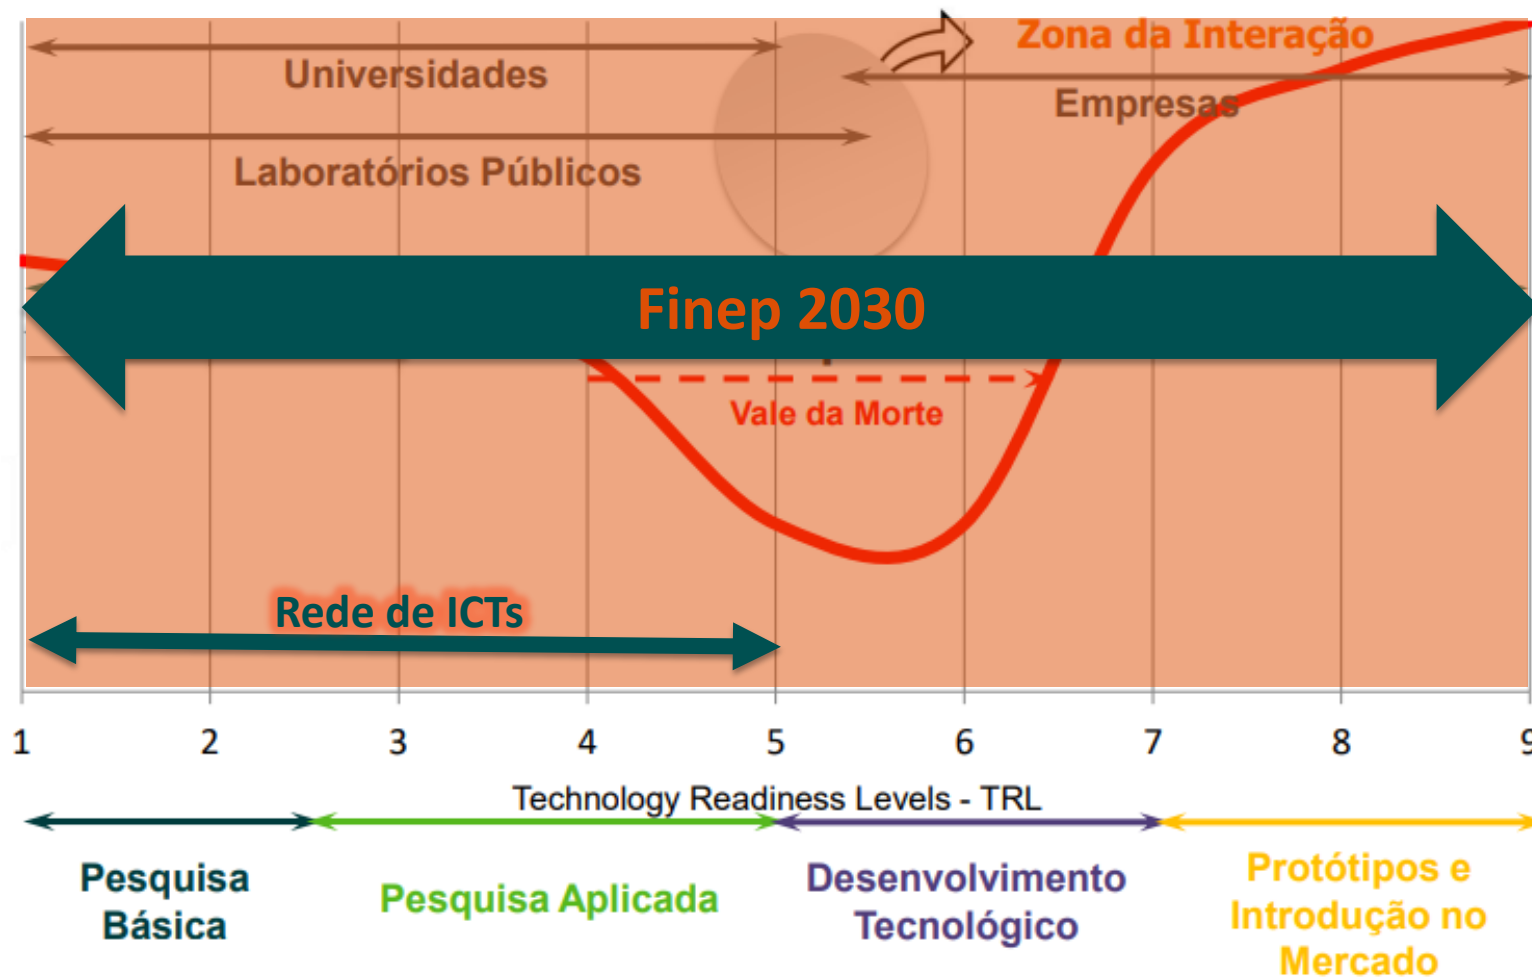 Zona da Interação
Universidades
Empresas
Laboratórios Públicos
Finep 2030
Vale da Morte
Rede de ICTs
1 2 3 4 5 6 7 8 9
Technology Readiness Levels - TRL
Pesquisa
Básica
Pesquisa Aplicada
Desenvolvimento
Tecnológico
Protótipos e
Introdução no
Mercado